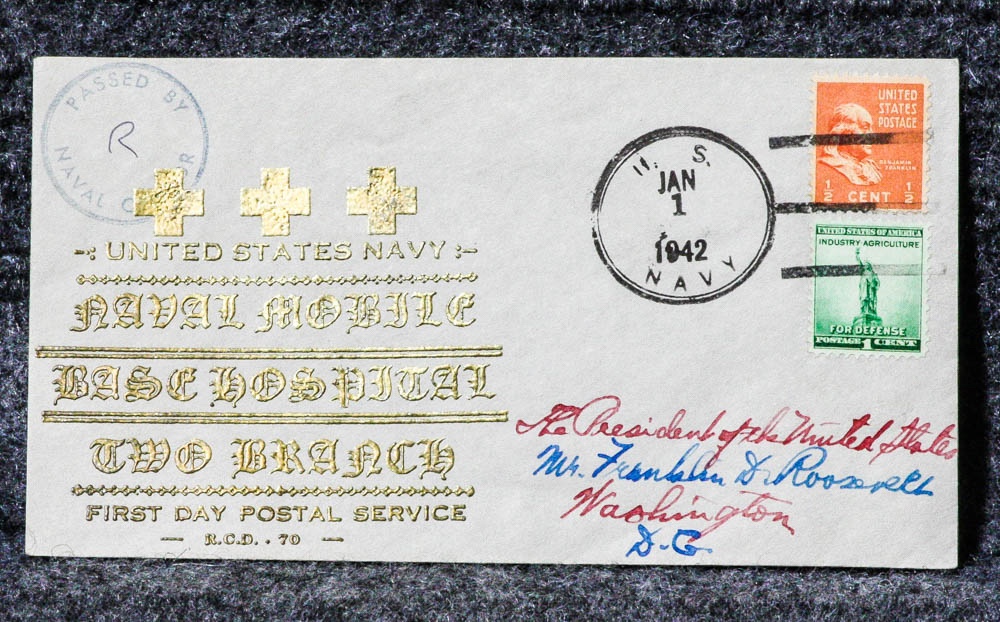 PASSED BY
R
NAVAL C R
-: UNITED STATES NAVY :-
NAVAL MOBILE
BASE HOSPITAL
TWO BRANCH
FIRST DAY POSTAL SERVICE
— R.C.D. · 70 —
U. S.
JAN
1
1942
NAVY
UNITED
STATES
POSTAGE
BENJAMIN
FRANKLIN
½ CENT ½
UNITED STATES OF AMERICA
INDUSTRY AGRICULTURE
FOR DEFENSE
POSTAGE 1 CENT
The President of the United States
Mr. Franklin D. Roosevelt
Washington
D.C.